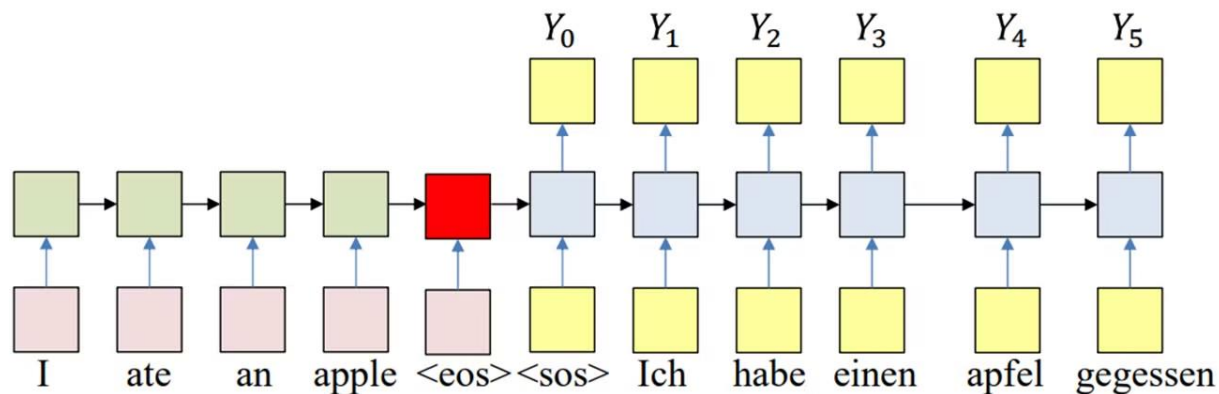 Y₀ Y₁ Y₂ Y₃ Y₄ Y₅
I ate an apple <eos> <sos> Ich habe einen apfel gegessen